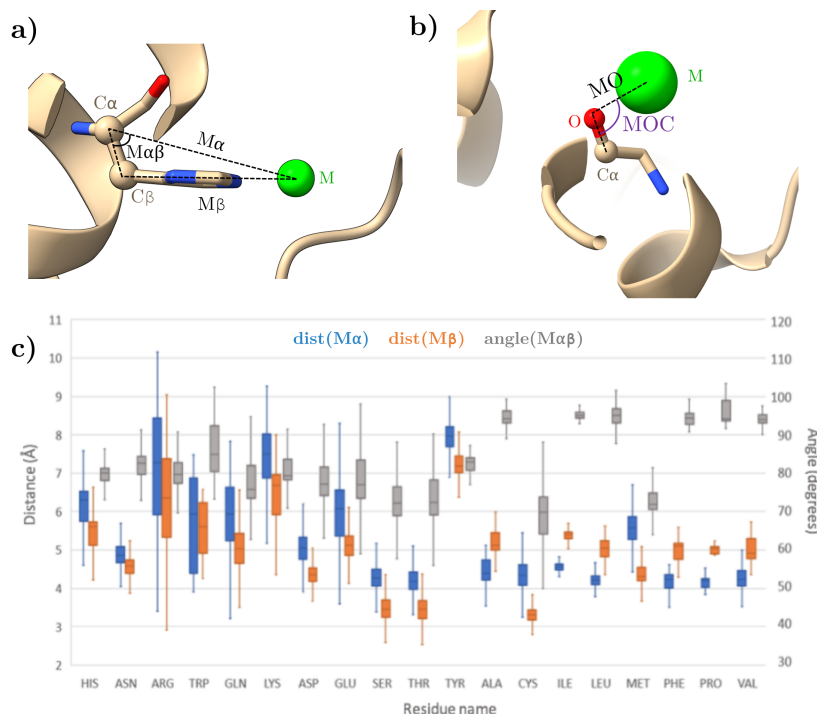 a)
Cα
Mα
Mαβ
Cβ
Mβ
M
b)
MO
M
O
MOC
Cα
c)
dist(Mα) dist(Mβ) angle(Mαβ)
Distance (Å)
11
10
9
8
7
6
5
4
3
2
Angle (degrees)
120
110
100
90
80
70
60
50
40
30
HIS ASN ARG TRP GLN LYS ASP GLU SER THR TYR ALA CYS ILE LEU MET PHE PRO VAL
Residue name